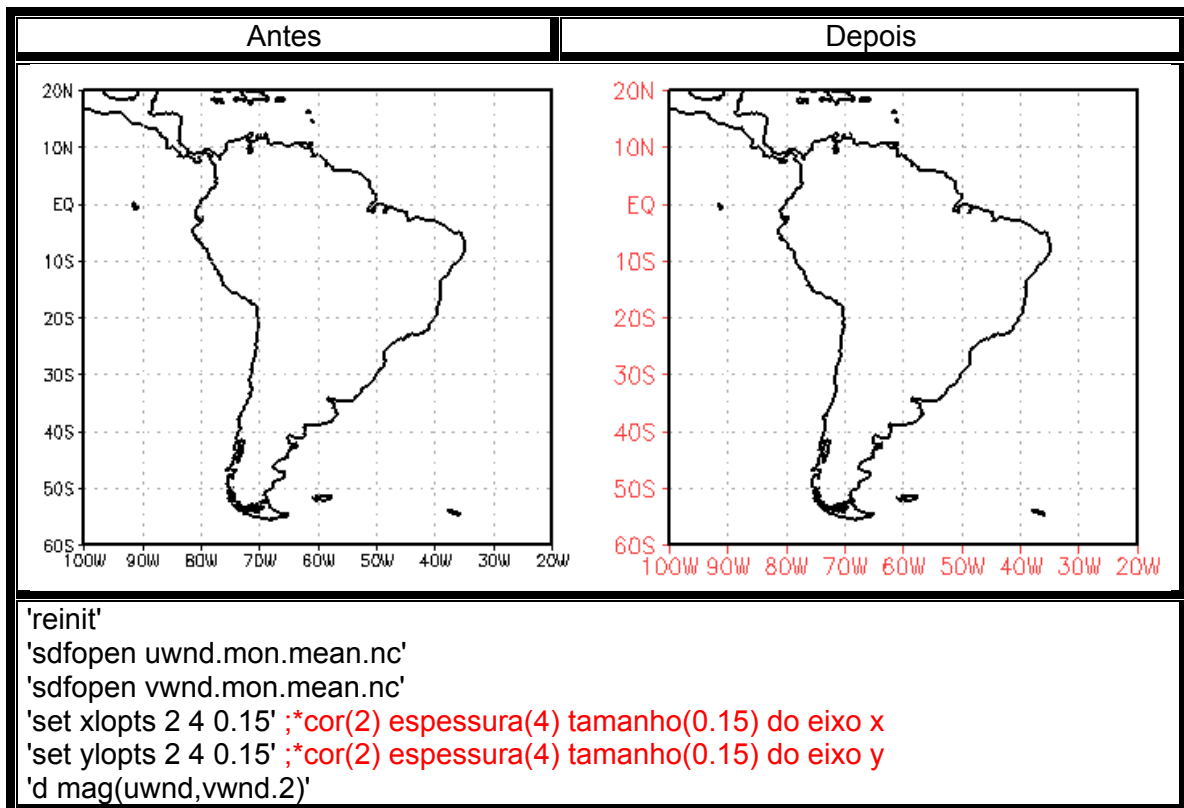 Antes
Depois
20N
10N
EQ
10S
20S
30S
40S
50S
60S
100W 90W 80W 70W 60W 50W 40W 30W 20W
20N
10N
EQ
10S
20S
30S
40S
50S
60S
100W 90W 80W 70W 60W 50W 40W 30W 20W
'reinit'
'sdfopen uwnd.mon.mean.nc'
'sdfopen vwnd.mon.mean.nc'
'set xlopts 2 4 0.15' ;*cor(2) espessura(4) tamanho(0.15) do eixo x
'set ylopts 2 4 0.15' ;*cor(2) espessura(4) tamanho(0.15) do eixo y
'd mag(uwnd,vwnd.2)'